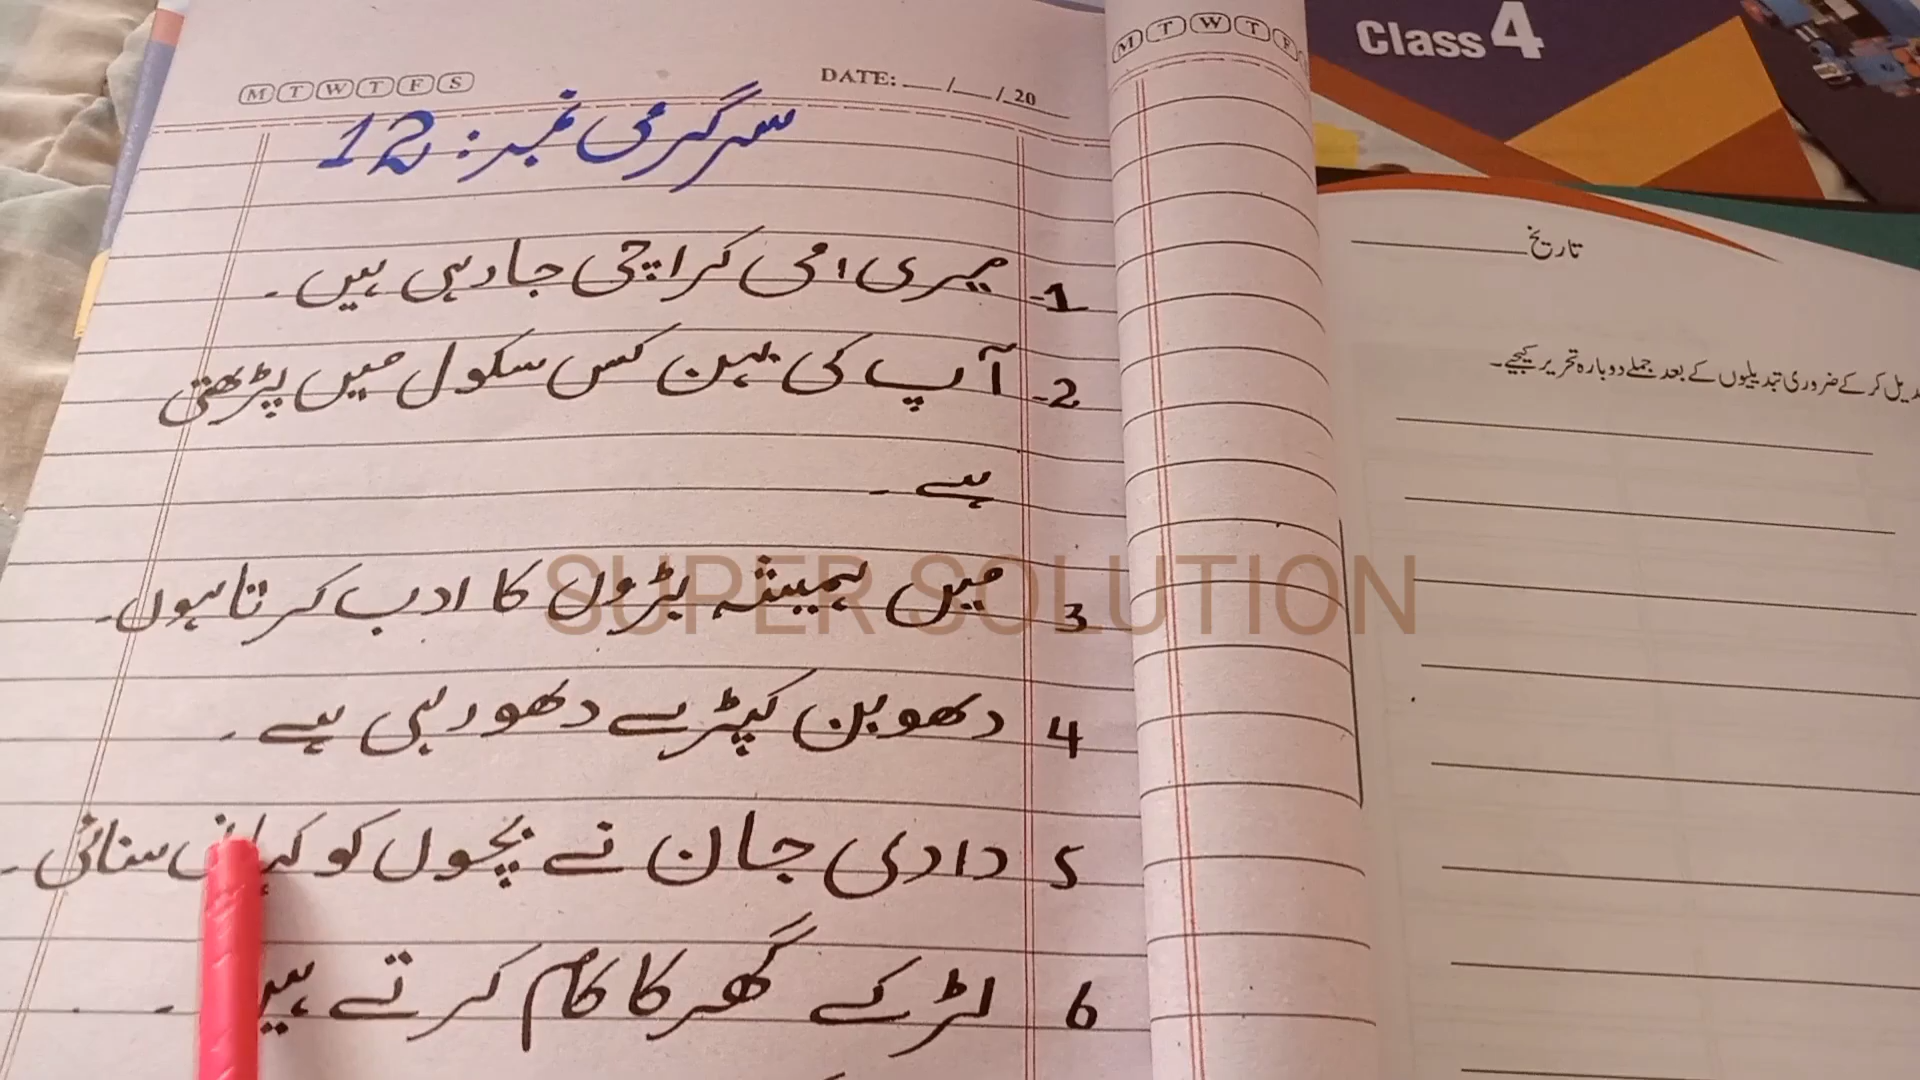 M T W T F S
DATE: __/__/20
سرگرمی نمبر: 12
1- میری امی کراچی جارہی ہیں۔
2- آپ کی بہن کس سکول میں پڑھتی
ہے۔
3 میں ہمیشہ بڑوں کا ادب کرتا ہوں۔
4 دھوبن کپڑے دھو رہی ہے۔
5 دادی جان نے بچوں کو کہانی سنائی۔
6 لڑکے گھر کا کام کرتے ہیں۔
SUPER SOLUTION
M T W T F
Class 4
تاریخ
کر کے ضروری تبدیلیوں کے بعد جملے دوبارہ تحریر کیجیے۔